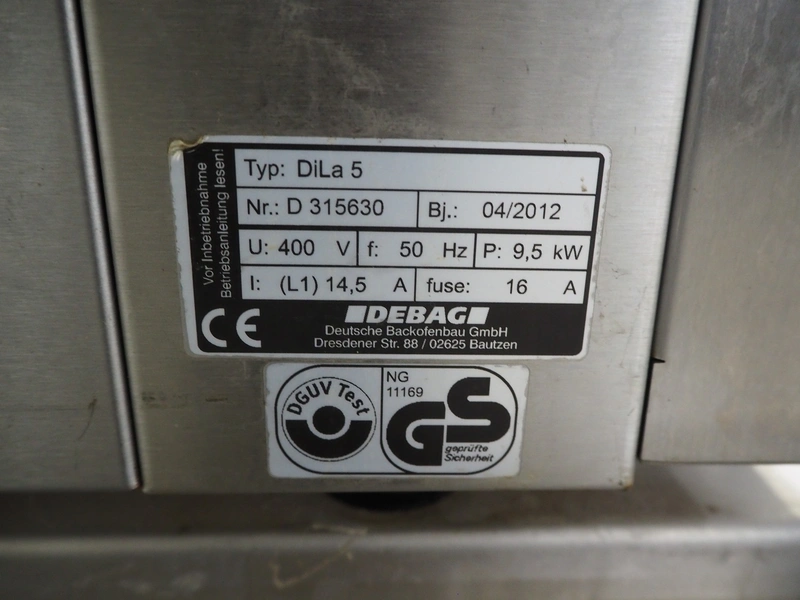 Vor Inbetriebnahme
Betriebsanleitung lesen!
Typ: DiLa 5
Nr.: D 315630 Bj.: 04/2012
U: 400 V f: 50 Hz P: 9,5 kW
I: (L1) 14,5 A fuse: 16 A
CE
DEBAG
Deutsche Backofenbau GmbH
Dresdener Str. 88 / 02625 Bautzen
DGUV Test
NG
11169
GS
geprüfte
Sicherheit